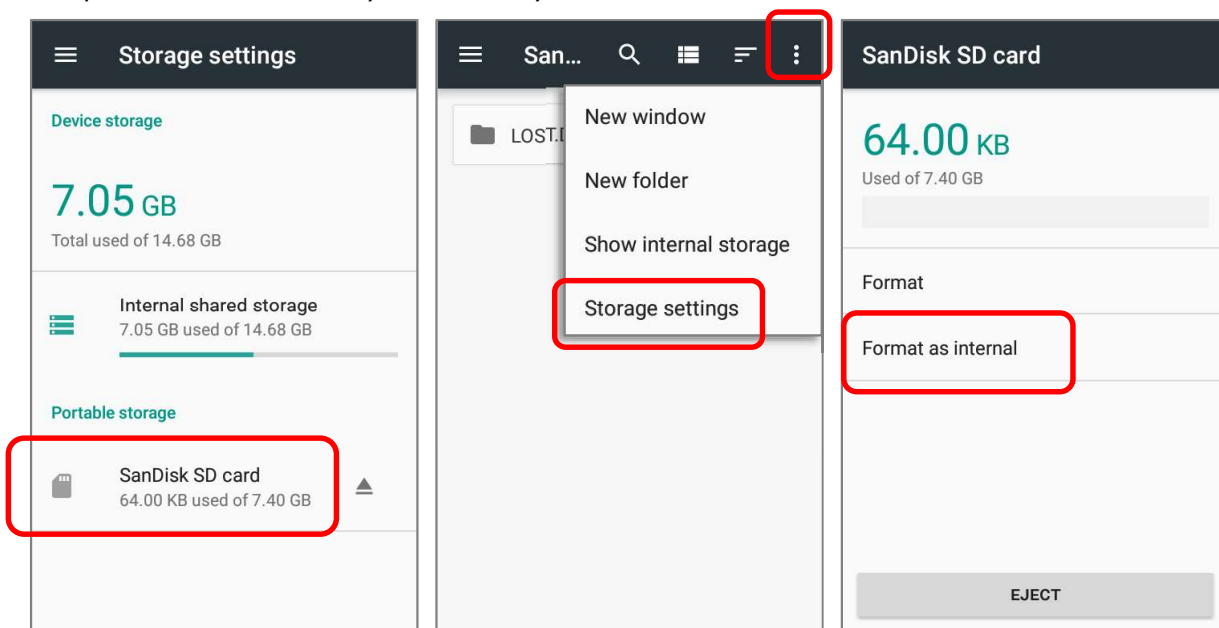 Storage settings
Device storage
7.05 GB
Total used of 14.68 GB
Internal shared storage
7.05 GB used of 14.68 GB
Portable storage
SanDisk SD card
64.00 KB used of 7.40 GB
San...
LOST.
New window
New folder
Show internal storage
Storage settings
SanDisk SD card
64.00 KB
Used of 7.40 GB
Format
Format as internal
EJECT